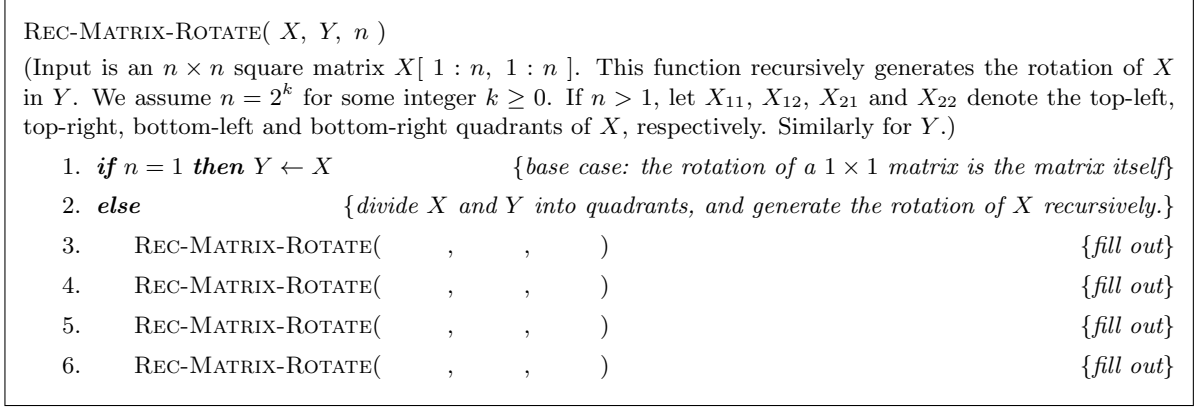 REC-MATRIX-ROTATE( X, Y, n )
(Input is an n × n square matrix X[ 1 : n, 1 : n ]. This function recursively generates the rotation of X
in Y. We assume n = 2^k for some integer k ≥ 0. If n > 1, let X₁₁, X₁₂, X₂₁ and X₂₂ denote the top-left,
top-right, bottom-left and bottom-right quadrants of X, respectively. Similarly for Y.)
1. if n = 1 then Y ← X {base case: the rotation of a 1 × 1 matrix is the matrix itself}
2. else {divide X and Y into quadrants, and generate the rotation of X recursively.}
3. REC-MATRIX-ROTATE( , , ) {fill out}
4. REC-MATRIX-ROTATE( , , ) {fill out}
5. REC-MATRIX-ROTATE( , , ) {fill out}
6. REC-MATRIX-ROTATE( , , ) {fill out}